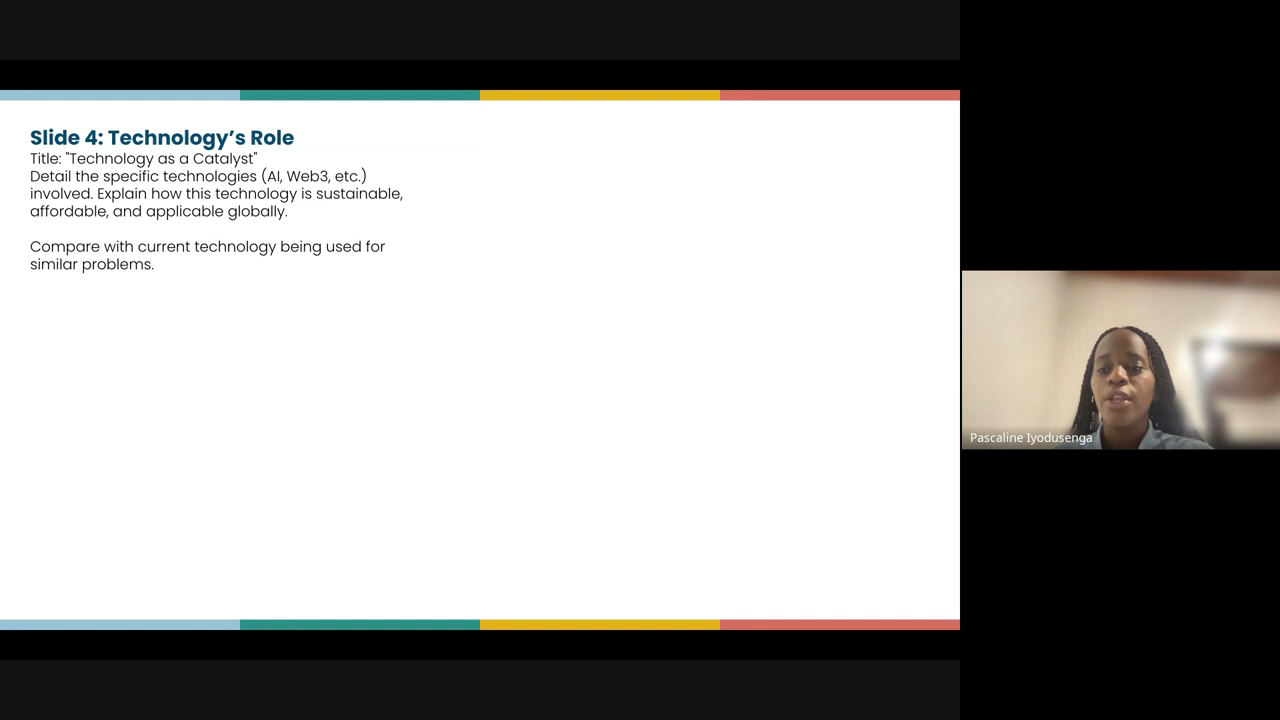 Slide 4: Technology’s Role
Title: "Technology as a Catalyst"
Detail the specific technologies (AI, Web3, etc.)
involved. Explain how this technology is sustainable,
affordable, and applicable globally.
Compare with current technology being used for
similar problems.
Pascaline Iyodusenga